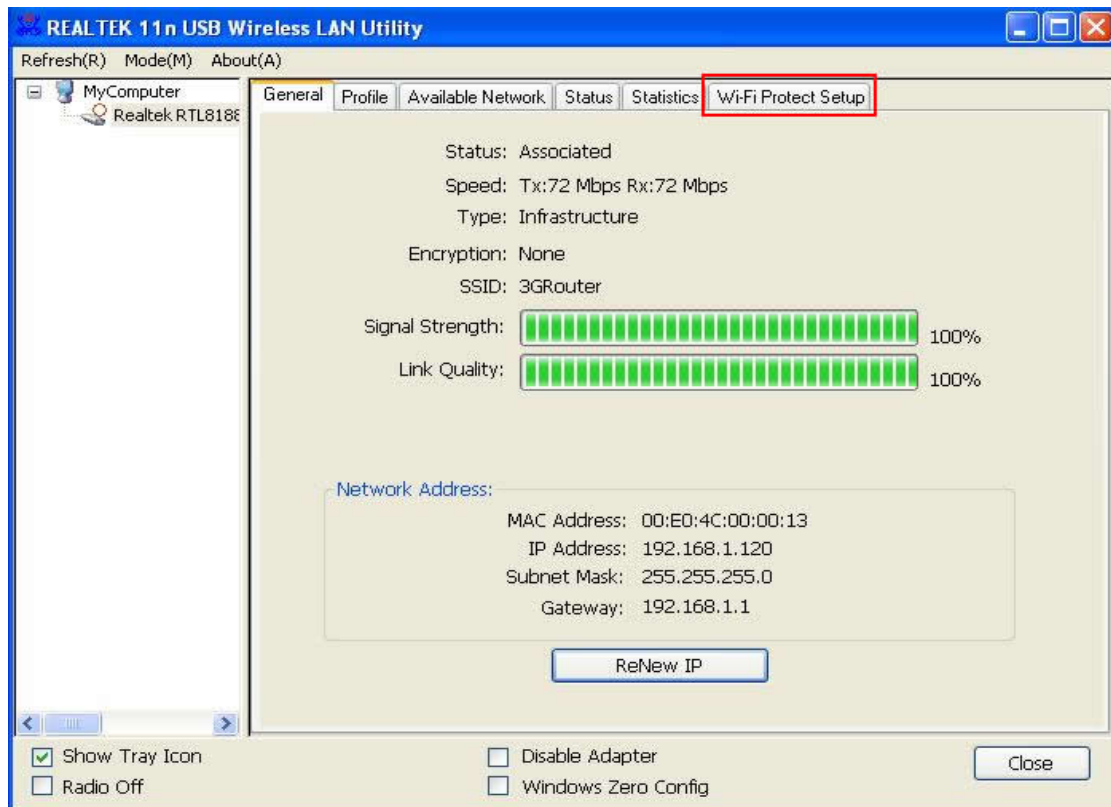 REALTEK 11n USB Wireless LAN Utility
Refresh(R) Mode(M) About(A)
MyComputer
Realtek RTL8188
General Profile Available Network Status Statistics Wi-Fi Protect Setup
Status: Associated
Speed: Tx:72 Mbps Rx:72 Mbps
Type: Infrastructure
Encryption: None
SSID: 3GRouter
Signal Strength: 100%
Link Quality: 100%
Network Address:
MAC Address: 00:E0:4C:00:00:13
IP Address: 192.168.1.120
Subnet Mask: 255.255.255.0
Gateway: 192.168.1.1
ReNew IP
Show Tray Icon Disable Adapter Close
Radio Off Windows Zero Config